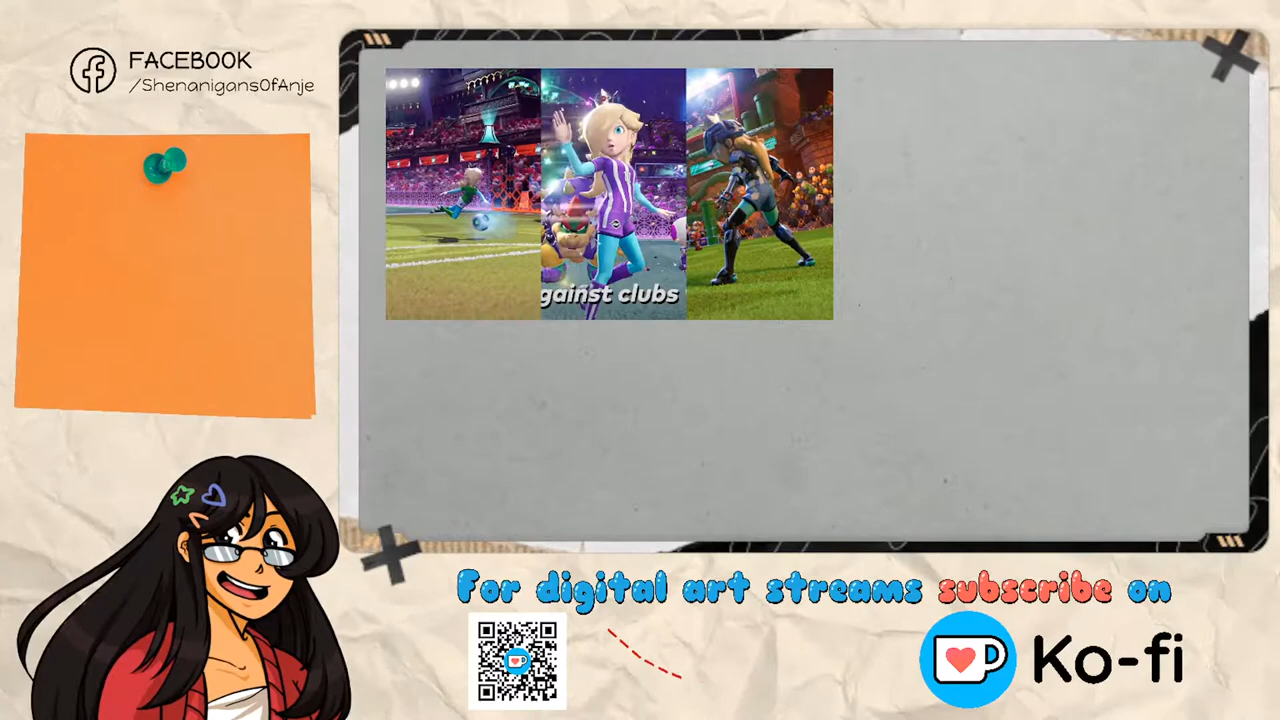 FACEBOOK
/ShenanigansOfAnje
gainst clubs
For digital art streams subscribe on
Ko-fi